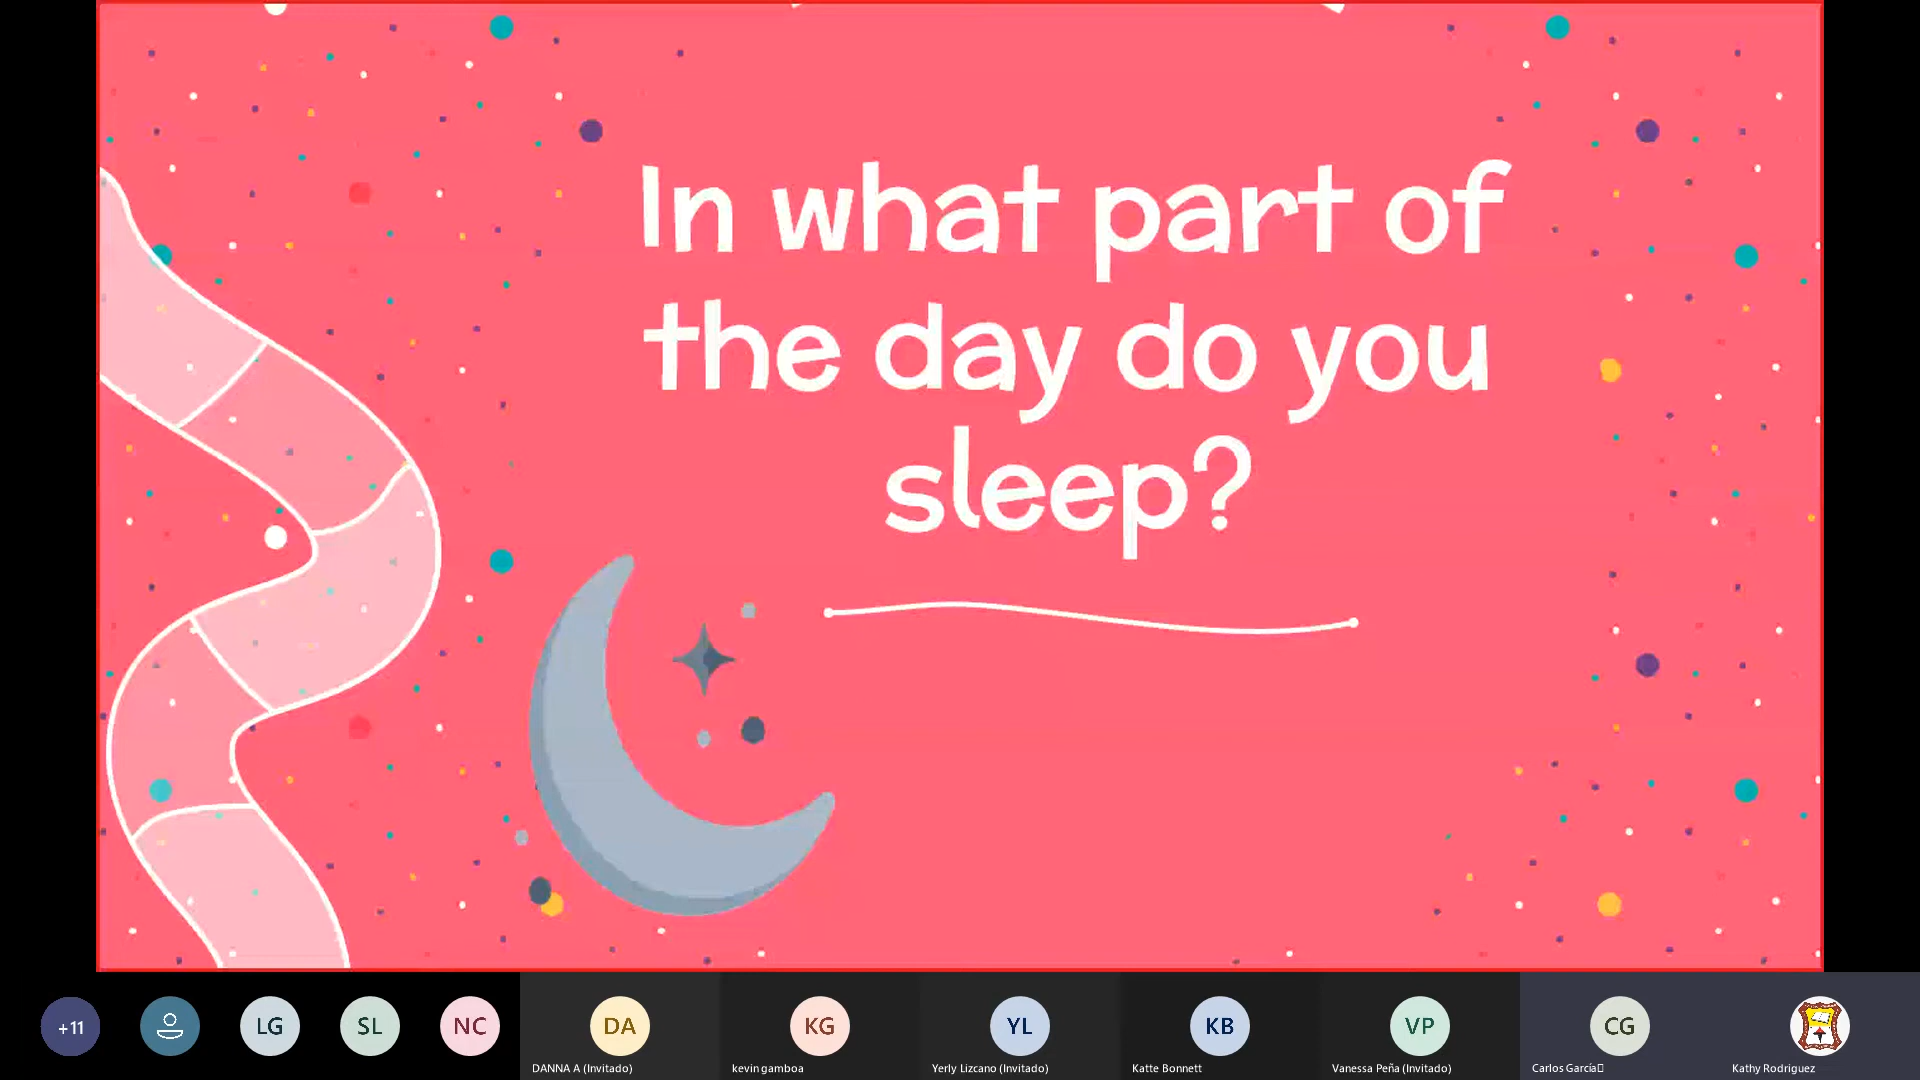 In what part of
the day do you
sleep?
+11
LG
SL
NC
DA
KG
YL
KB
VP
CG
DANNA A (Invitado)
kevin gamboa
Yerly Lizcano (Invitado)
Katte Bonnett
Vanessa Peña (Invitado)
Carlos García
Kathy Rodriguez